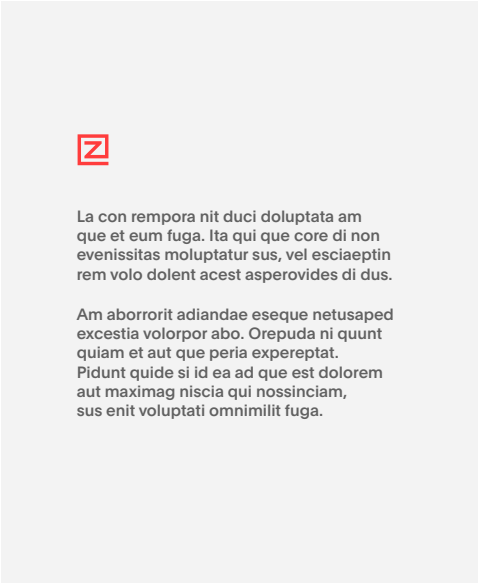 Z
La con rempora nit duci doluptata am
que et eum fuga. Ita qui que core di non
evenissitas moluptatur sus, vel esciaeptin
rem volo dolent acest asperovides di dus.
Am aborrorit adiandae eseque netusaped
excestia volorpor abo. Orepuda ni quunt
quiam et aut que peria expereptat.
Pidunt quide si id ea ad que est dolorem
aut maximag niscia qui nossinciam,
sus enit voluptati omnimilit fuga.